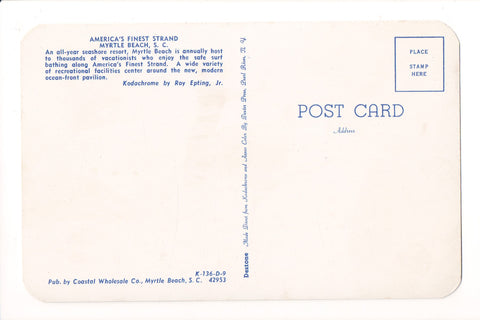 AMERICA'S FINEST STRAND
MYRTLE BEACH, S. C.
An all-year seashore resort, Myrtle Beach is annually host
to thousands of vacationists who enjoy the safe surf
bathing along America's Finest Strand. A wide variety
of recreational facilities center around the new, modern
ocean-front pavilion.
Kodachrome by Roy Epting, Jr.
K-136-D-9
Pub. by Coastal Wholesale Co., Myrtle Beach, S. C. 42953
Dextone Made Direct from Kodachrome and Ansco Color By Dexter Press, Pearl River, N. Y.
POST CARD
Address
PLACE
STAMP
HERE